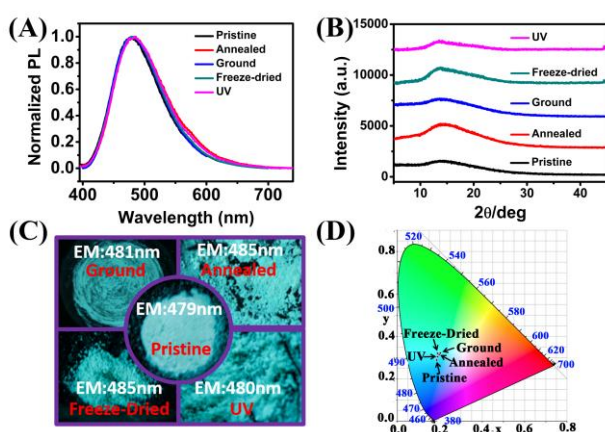 (A)
Normalized PL
1.0
0.8
0.6
0.4
0.2
0.0
Pristine
Annealed
Ground
Freeze-dried
UV
400
500
600
700
Wavelength (nm)
(B)
Intensity (a.u.)
15000
10000
5000
0
UV
Freeze-dried
Ground
Annealed
Pristine
10
20
30
40
2θ/deg
(C)
EM:481nm
Ground
EM:485nm
Annealed
EM:479nm
Pristine
EM:485nm
Freeze-Dried
EM:480nm
UV
(D)
0.8
0.6
y
0.4
0.2
0.0
520
540
560
580
600
620
700
500
490
480
460
380
Freeze-Dried
Ground
UV
Annealed
Pristine
0.0
0.2
0.4
x
0.6
0.8